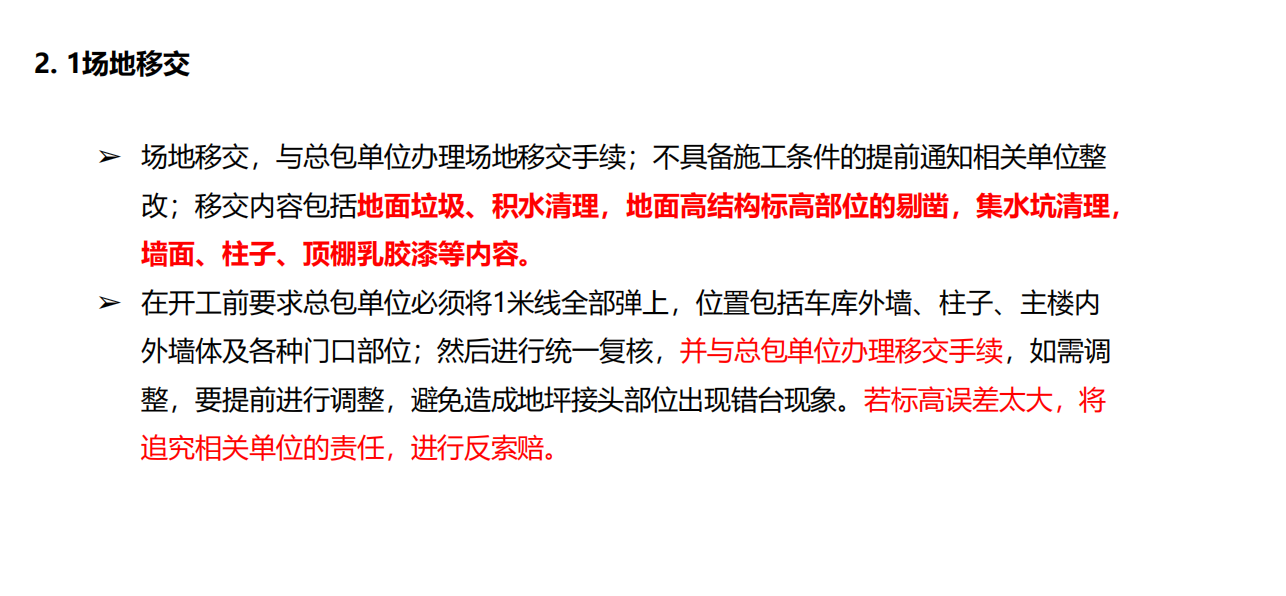 2. 1场地移交
➢ 场地移交，与总包单位办理场地移交手续；不具备施工条件的提前通知相关单位整
改；移交内容包括地面垃圾、积水清理，地面高结构标高部位的剔凿，集水坑清理，
墙面、柱子、顶棚乳胶漆等内容。
➢ 在开工前要求总包单位必须将1米线全部弹上，位置包括车库外墙、柱子、主楼内
外墙体及各种门口部位；然后进行统一复核，并与总包单位办理移交手续，如需调
整，要提前进行调整，避免造成地坪接头部位出现错台现象。若标高误差太大，将
追究相关单位的责任，进行反索赔。